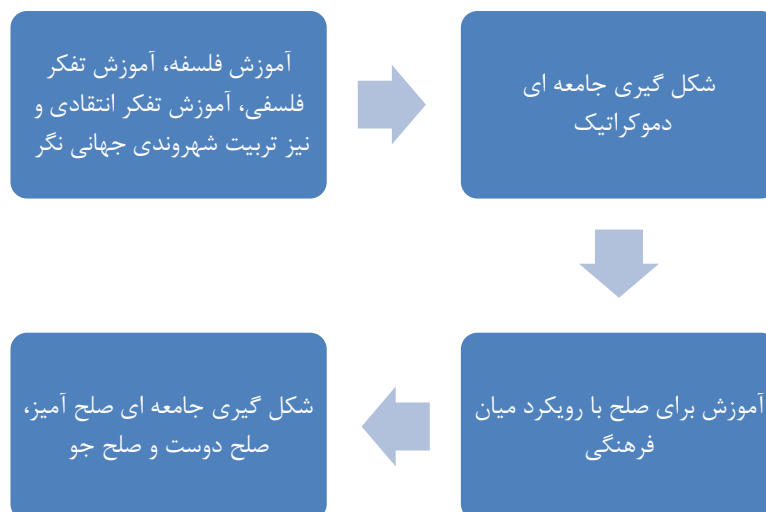 آموزش فلسفه، آموزش تفکر
فلسفی، آموزش تفکر انتقادی و
نیز تربیت شهروندی جهانی نگر
شکل گیری جامعه ای
دموکراتیک
آموزش برای صلح با رویکرد میان
فرهنگی
شکل گیری جامعه ای صلح آمیز،
صلح دوست و صلح جو